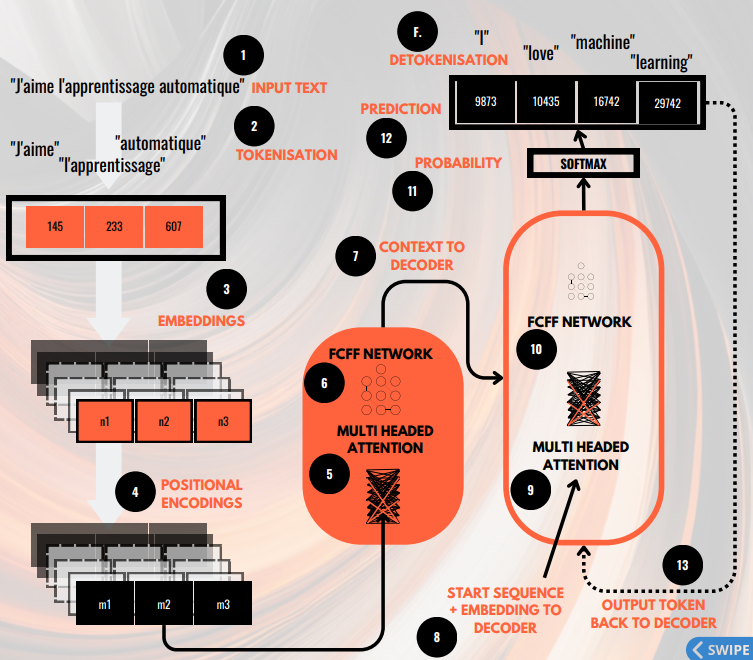 F.
DETOKENISATION
"I"
"love"
"machine"
"learning"
1
"J'aime l'apprentissage automatique"
INPUT TEXT
2
TOKENISATION
"J'aime"
"l'apprentissage"
"automatique"
9873 10435 16742 29742
PREDICTION
12
PROBABILITY
11
SOFTMAX
145 233 607
7
CONTEXT TO
DECODER
3
EMBEDDINGS
n1 n2 n3
4
POSITIONAL
ENCODINGS
m1 m2 m3
FCFF NETWORK
6
MULTI HEADED
ATTENTION
5
FCFF NETWORK
10
MULTI HEADED
ATTENTION
9
8
START SEQUENCE
+ EMBEDDING TO
DECODER
13
OUTPUT TOKEN
BACK TO DECODER
SWIPE